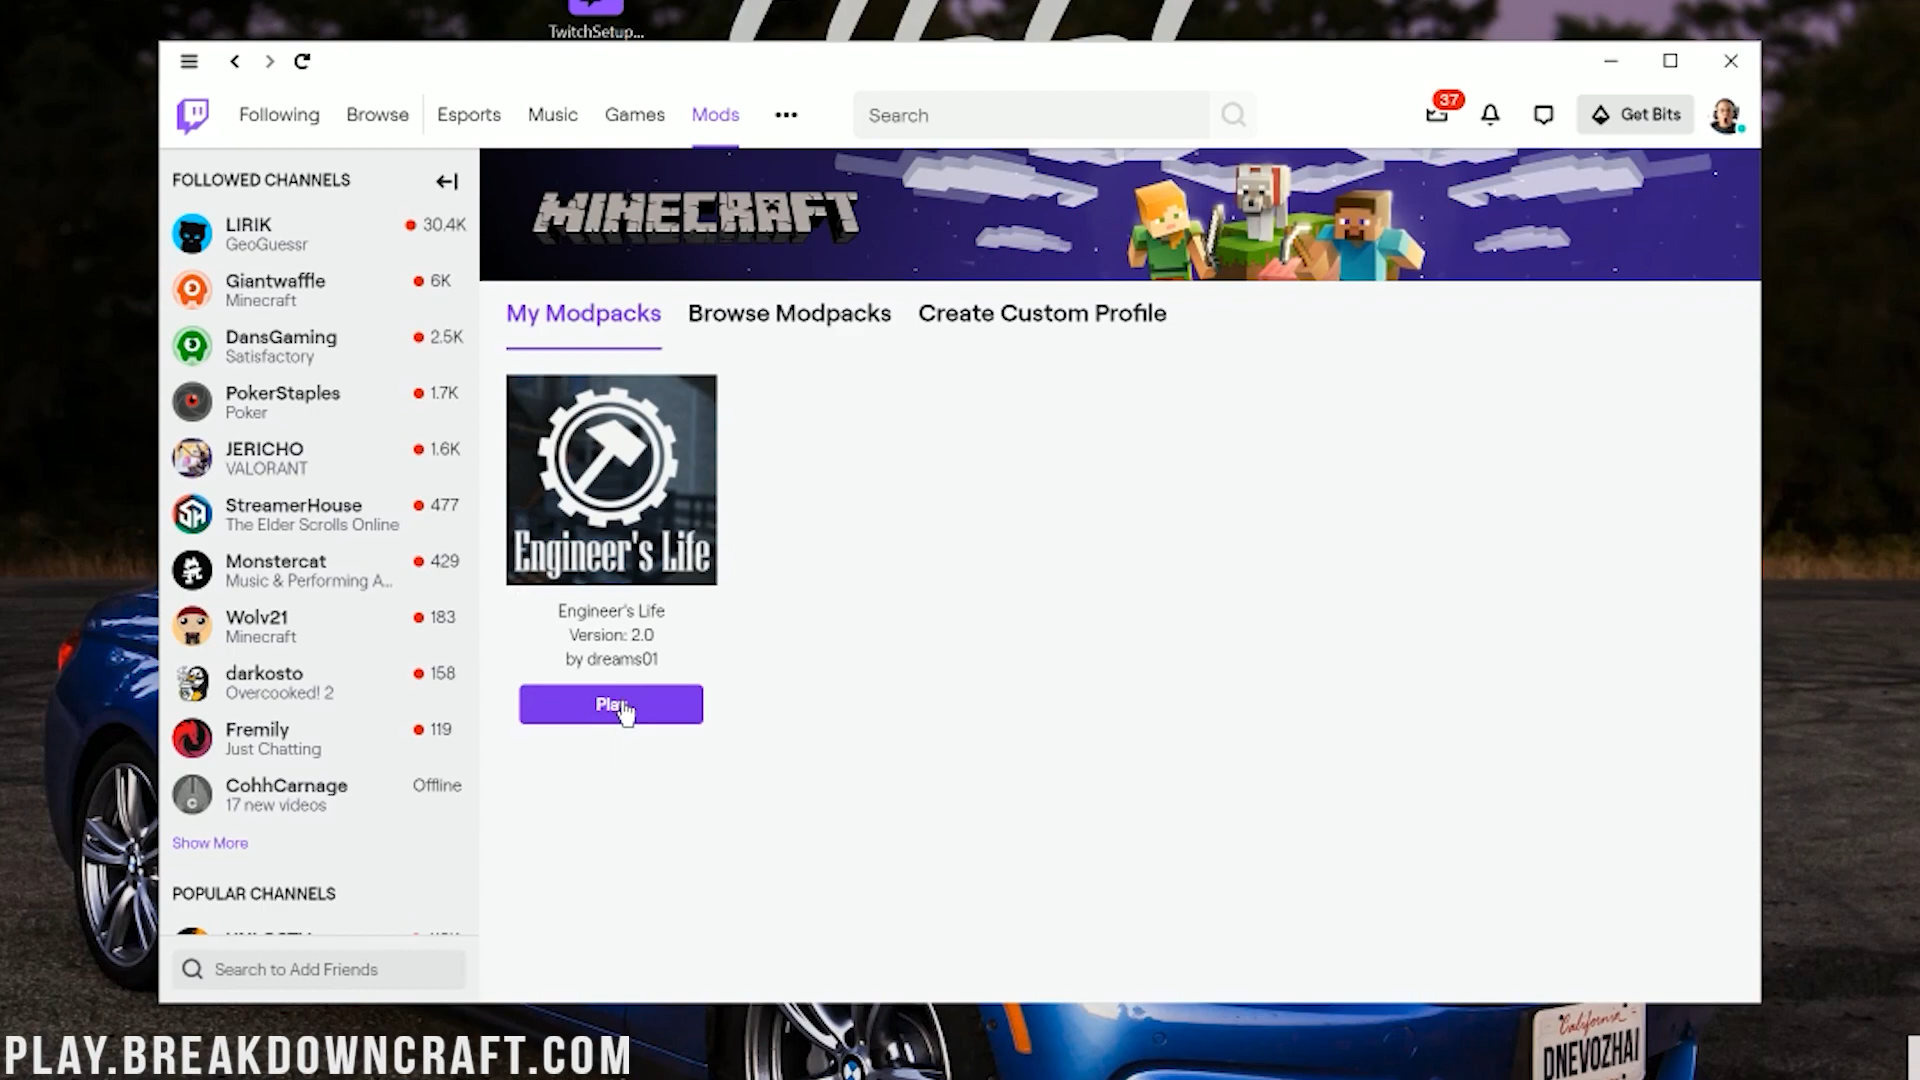 TwitchSetup...
Following
Browse
Esports
Music
Games
Mods
Search
37
Get Bits
FOLLOWED CHANNELS
LIRIK
30.4K
GeoGuessr
Giantwaffle
6K
Minecraft
DansGaming
2.5K
Satisfactory
PokerStaples
1.7K
Poker
JERICHO
1.6K
VALORANT
StreamerHouse
477
The Elder Scrolls Online
Monstercat
429
Music & Performing A...
Wolv21
183
Minecraft
darkosto
158
Overcooked! 2
Fremily
119
Just Chatting
CohhCarnage
Offline
17 new videos
Show More
POPULAR CHANNELS
Search to Add Friends
MINECRAFT
My Modpacks
Browse Modpacks
Create Custom Profile
Engineer's Life
Engineer's Life
Version: 2.0
by dreams01
Play
PLAY.BREAKDOWNCRAFT.COM
California
DNEVOZHAI